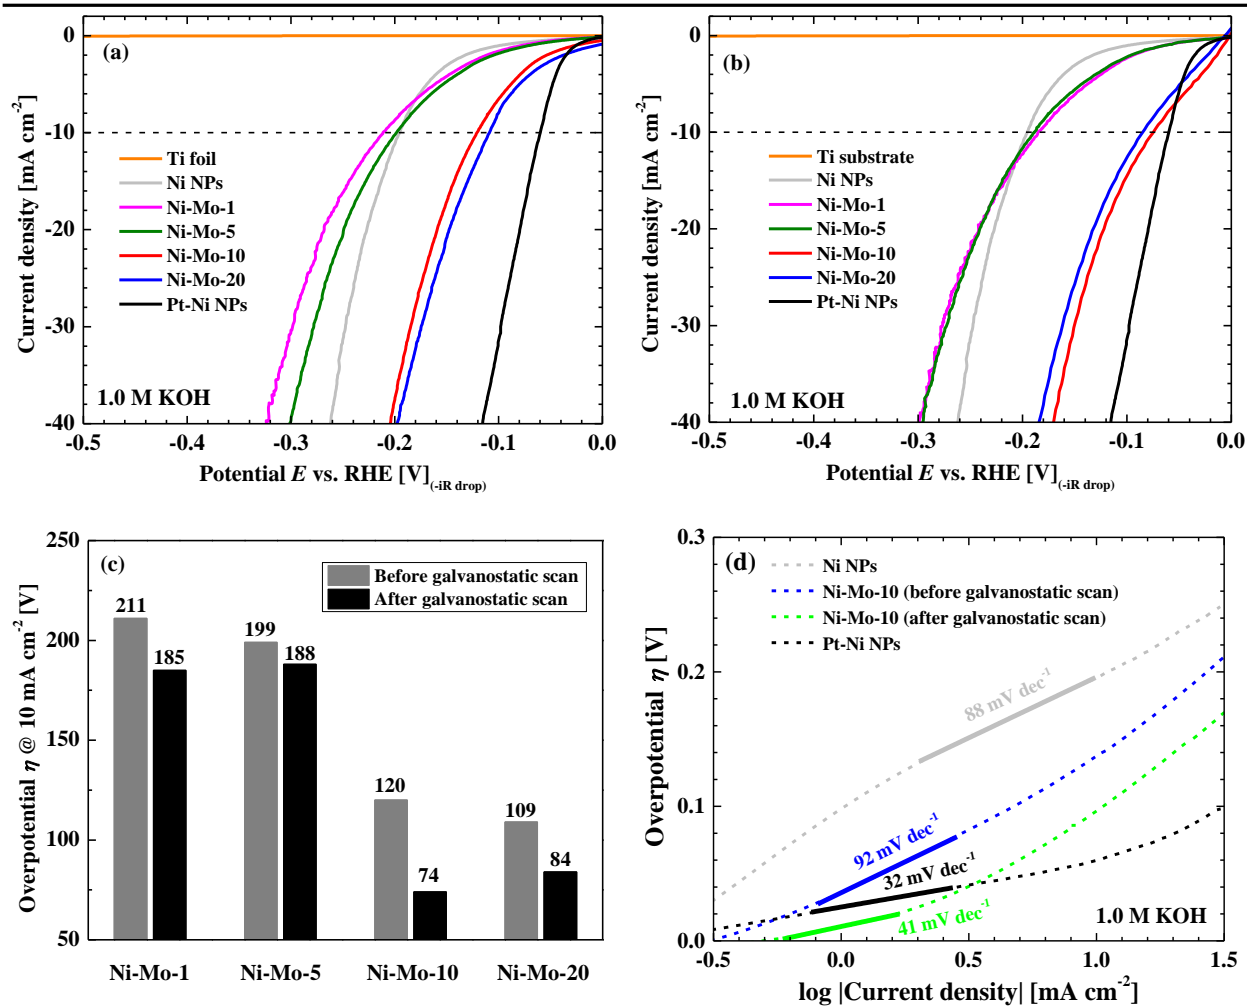 (a)
0
-10
-20
-30
-40
Current density [mA cm-2]
Ti foil
Ni NPs
Ni-Mo-1
Ni-Mo-5
Ni-Mo-10
Ni-Mo-20
Pt-Ni NPs
1.0 M KOH
-0.5 -0.4 -0.3 -0.2 -0.1 0.0
Potential E vs. RHE [V](-iR drop)
(b)
0
-10
-20
-30
-40
Current density [mA cm-2]
Ti substrate
Ni NPs
Ni-Mo-1
Ni-Mo-5
Ni-Mo-10
Ni-Mo-20
Pt-Ni NPs
1.0 M KOH
-0.5 -0.4 -0.3 -0.2 -0.1 0.0
Potential E vs. RHE [V](-iR drop)
(c)
250
200
150
100
50
Overpotential η @ 10 mA cm-2 [V]
Before galvanostatic scan
After galvanostatic scan
211
185
199
188
120
74
109
84
Ni-Mo-1 Ni-Mo-5 Ni-Mo-10 Ni-Mo-20
(d)
0.3
0.2
0.1
0.0
Overpotential η [V]
Ni NPs
Ni-Mo-10 (before galvanostatic scan)
Ni-Mo-10 (after galvanostatic scan)
Pt-Ni NPs
88 mV dec-1
92 mV dec-1
32 mV dec-1
41 mV dec-1
1.0 M KOH
-0.5 0.0 0.5 1.0 1.5
log |Current density| [mA cm-2]